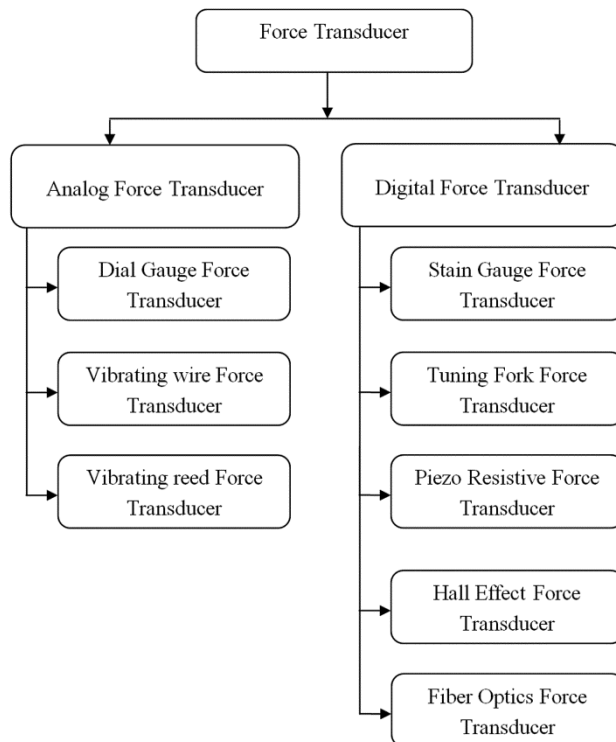 Force Transducer
Analog Force Transducer
Dial Gauge Force
Transducer
Vibrating wire Force
Transducer
Vibrating reed Force
Transducer
Digital Force Transducer
Stain Gauge Force
Transducer
Tuning Fork Force
Transducer
Piezo Resistive Force
Transducer
Hall Effect Force
Transducer
Fiber Optics Force
Transducer